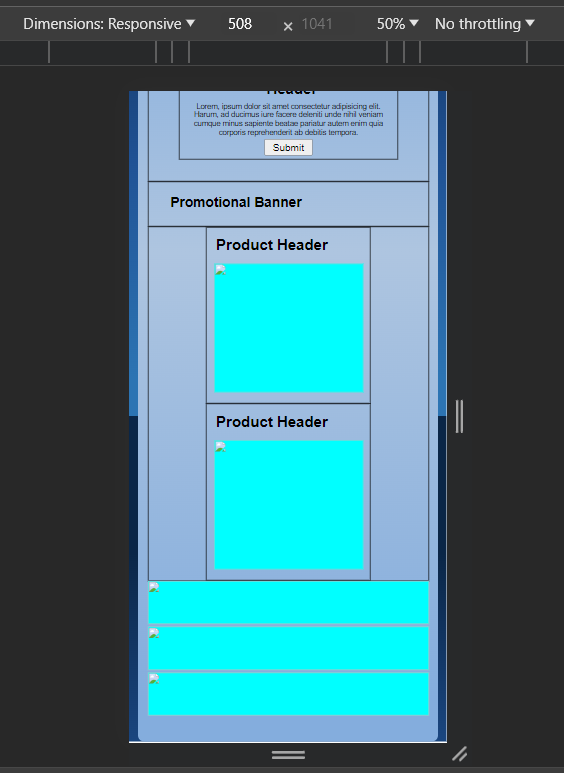 Dimensions: Responsive ▼ 508 × 1041 50% ▼ No throttling ▼
Header
Lorem, ipsum dolor sit amet consectetur adipisicing elit.
Harum, ad ducimus iure facere deleniti unde nihil veniam
cumque minus sapiente beatae pariatur autem enim quia
corporis reprehenderit ab debitis tempora.
Submit
Promotional Banner
Product Header
Product Header